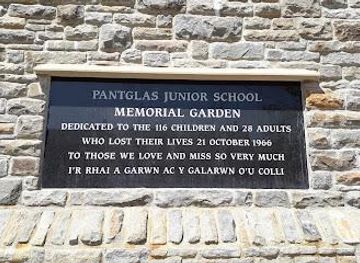 PANTGLAS JUNIOR SCHOOL
MEMORIAL GARDEN
DEDICATED TO THE 116 CHILDREN AND 28 ADULTS
WHO LOST THEIR LIVES 21 OCTOBER 1966
TO THOSE WE LOVE AND MISS SO VERY MUCH
I'R RHAI A GARWN AC Y GALARWN O'U COLLI